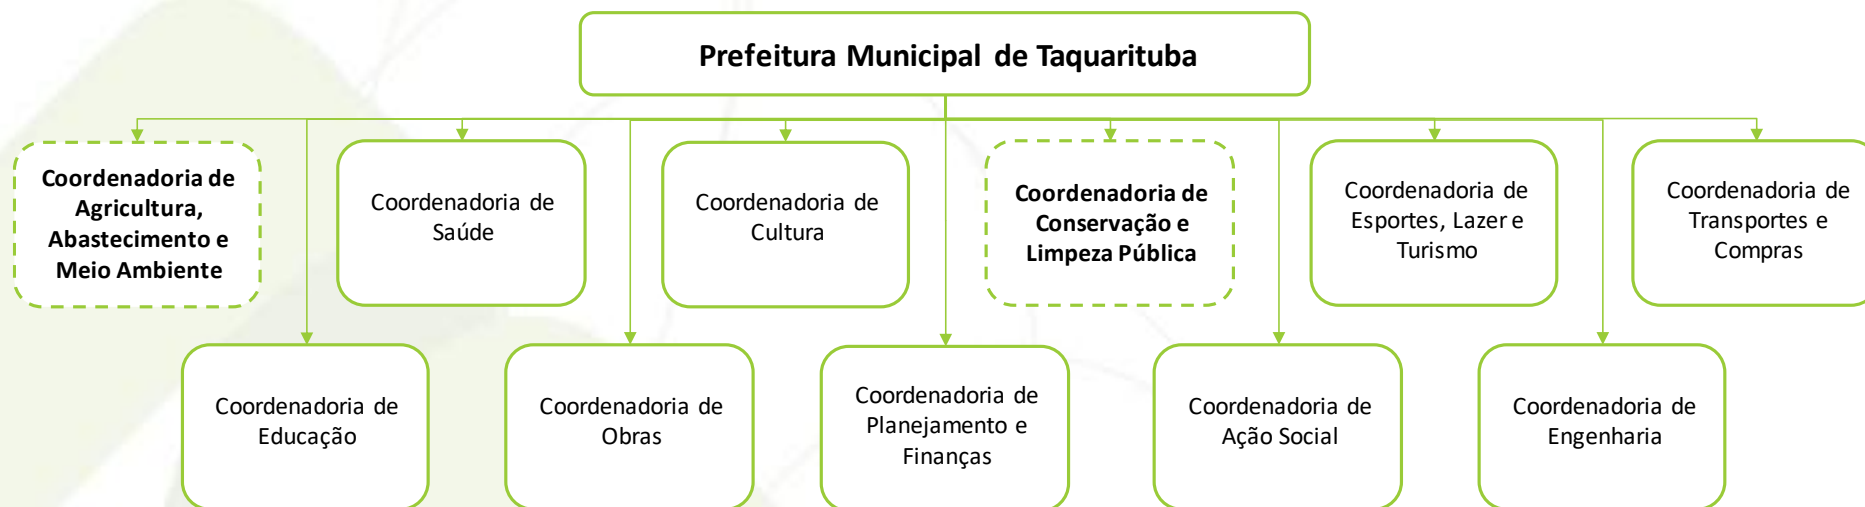 Prefeitura Municipal de Taquarituba
Coordenadoria de
Agricultura,
Abastecimento e
Meio Ambiente
Coordenadoria de
Saúde
Coordenadoria de
Cultura
Coordenadoria de
Conservação e
Limpeza Pública
Coordenadoria de
Esportes, Lazer e
Turismo
Coordenadoria de
Transportes e
Compras
Coordenadoria de
Educação
Coordenadoria de
Obras
Coordenadoria de
Planejamento e
Finanças
Coordenadoria de
Ação Social
Coordenadoria de
Engenharia